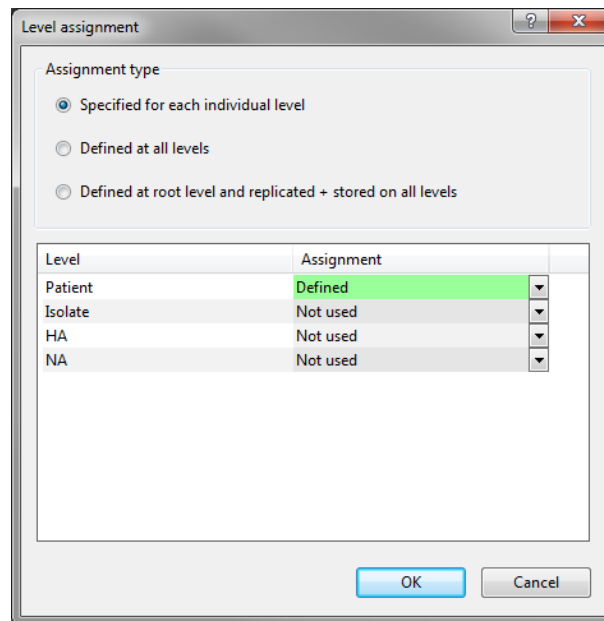 Level assignment
?
Assignment type
Specified for each individual level
Defined at all levels
Defined at root level and replicated + stored on all levels
Level Assignment
Patient Defined
Isolate Not used
HA Not used
NA Not used
OK Cancel